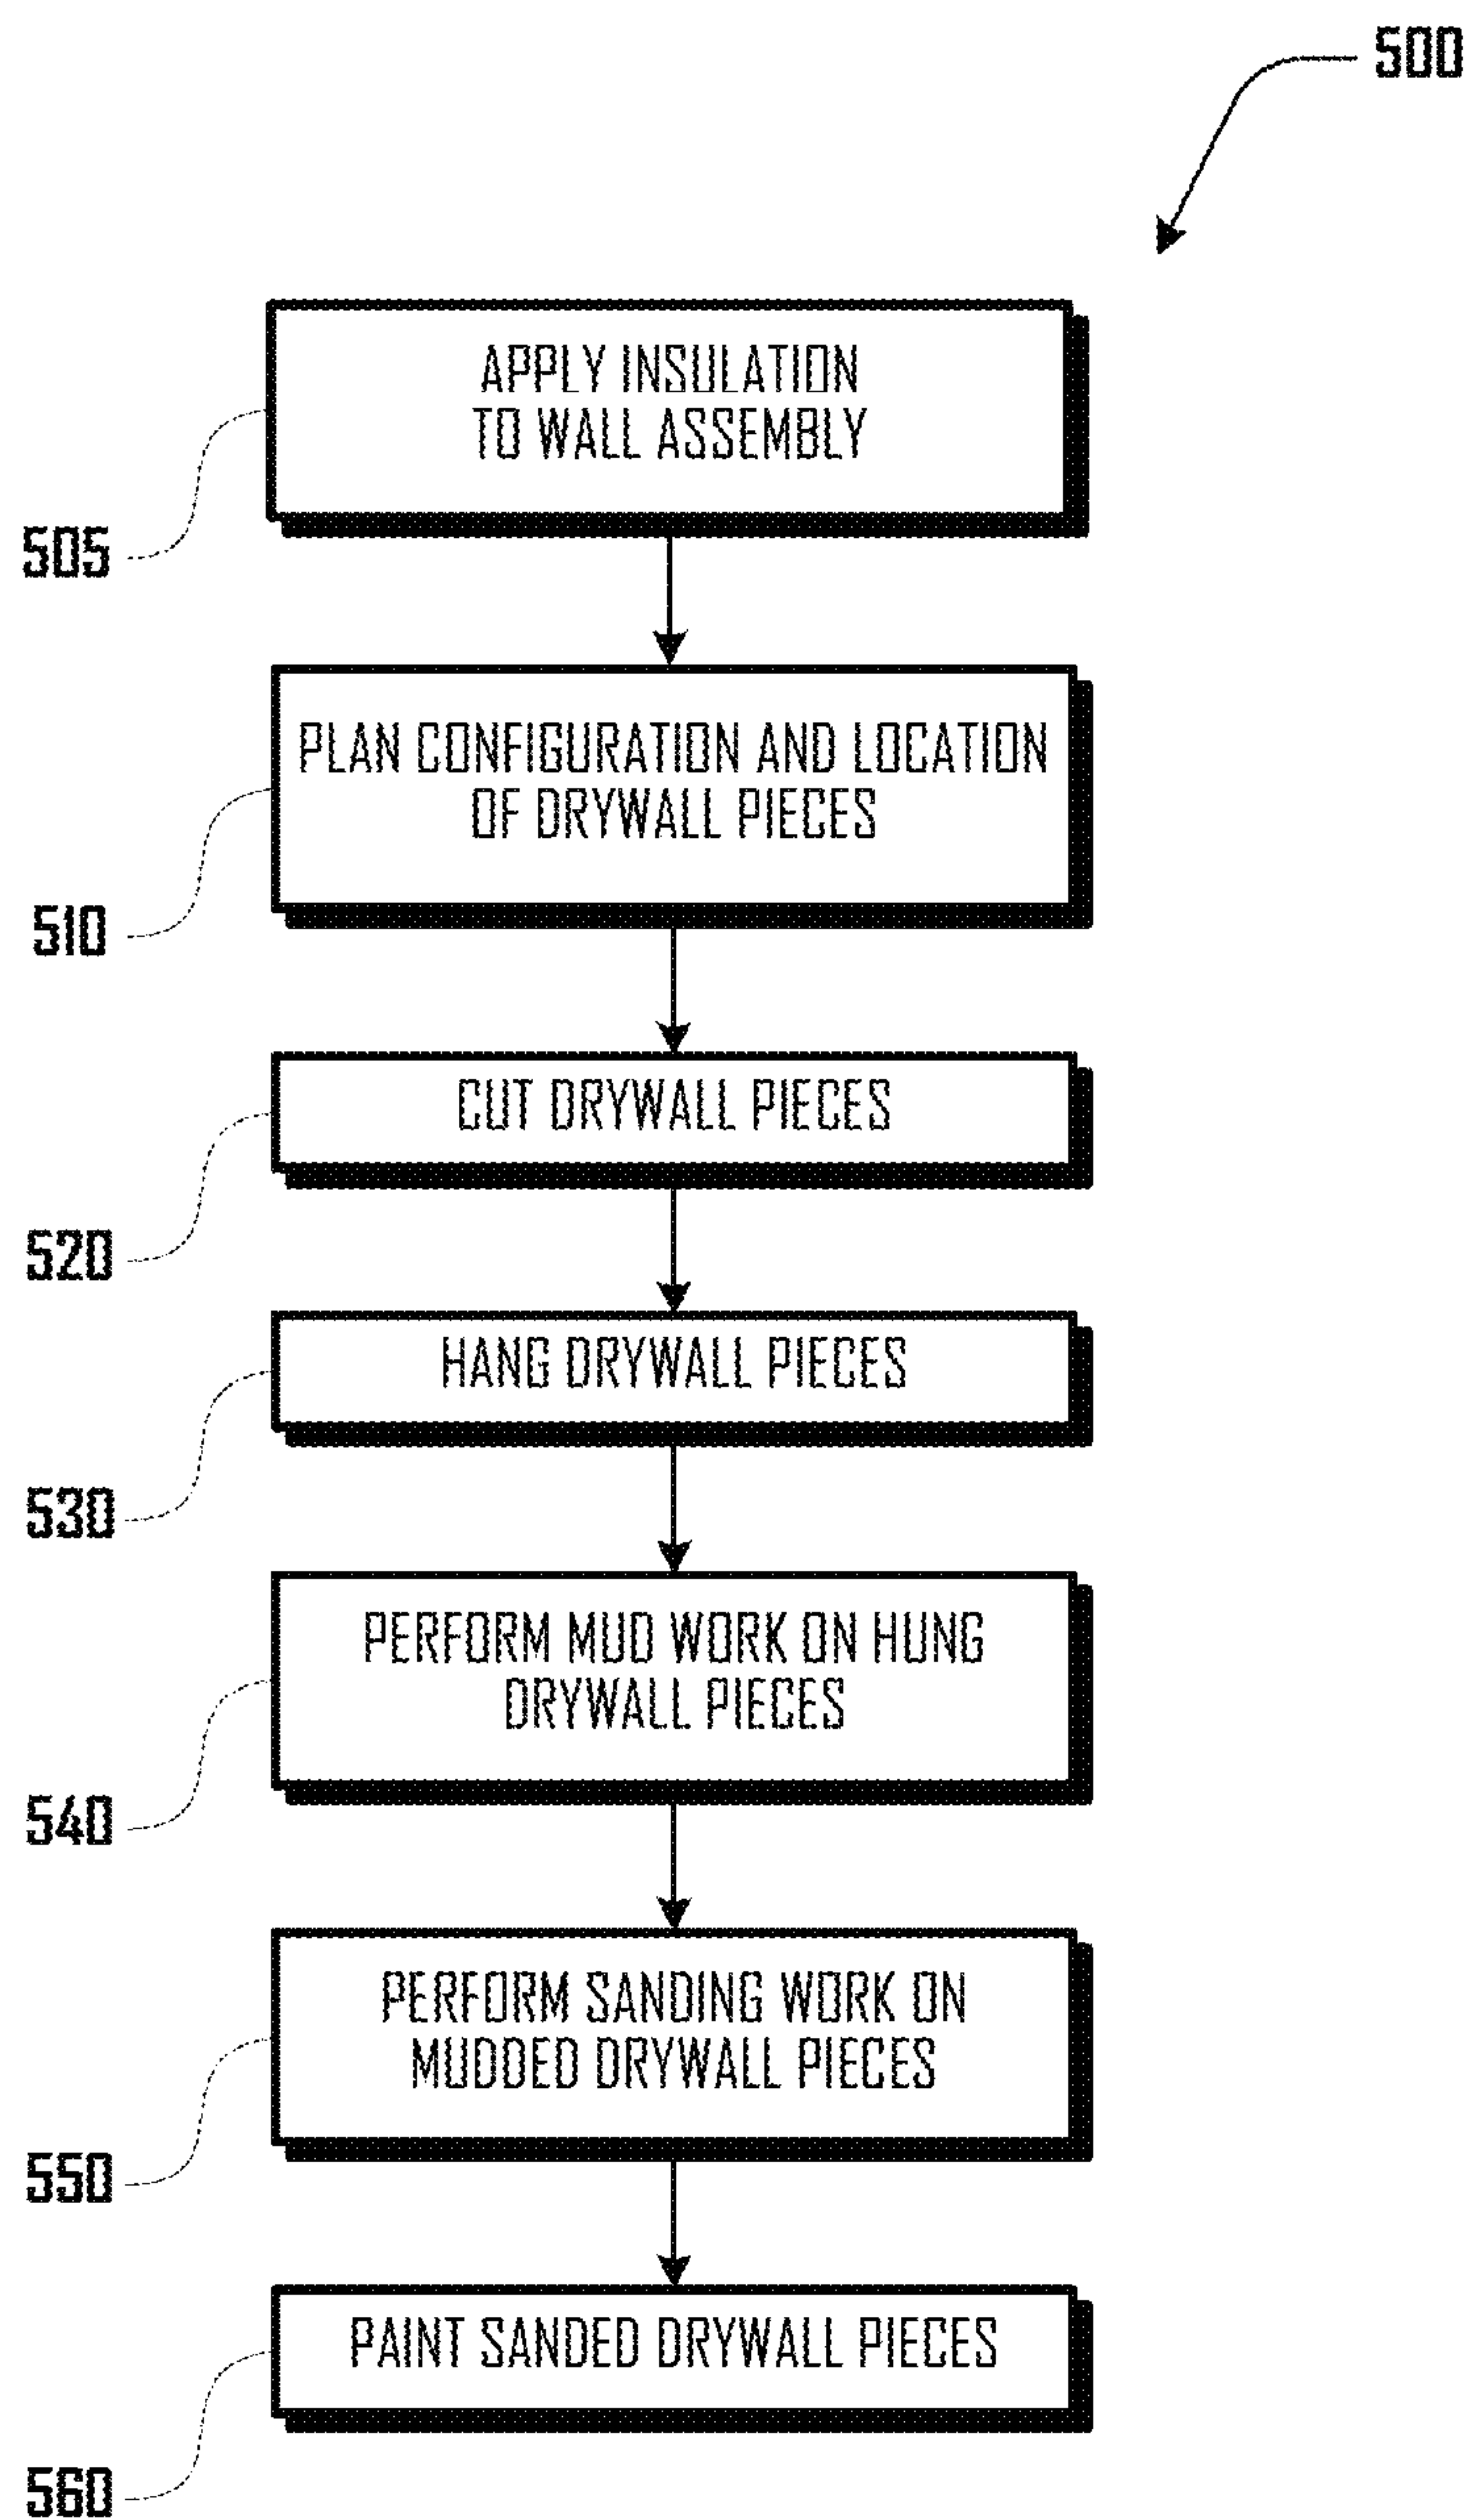 500
APPLY INSULATION
TO WALL ASSEMBLY
505
PLAN CONFIGURATION AND LOCATION
OF DRYWALL PIECES
510
CUT DRYWALL PIECES
520
HANG DRYWALL PIECES
530
PERFORM MUD WORK ON HUNG
DRYWALL PIECES
540
PERFORM SANDING WORK ON
MUDDED DRYWALL PIECES
550
PAINT SANDED DRYWALL PIECES
560